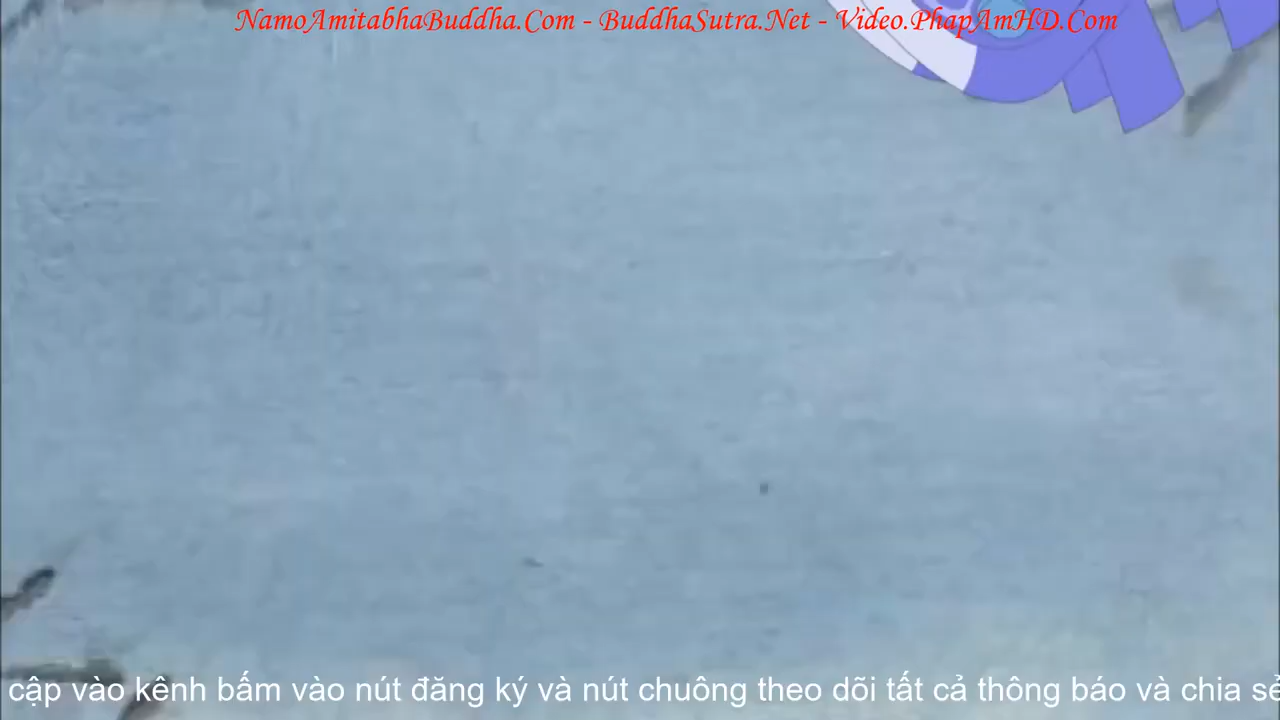 NamoAmitabhaBuddha.Com - BuddhaSutra.Net - Video.PhapAmHD.Com
cập vào kênh bấm vào nút đăng ký và nút chuông theo dõi tất cả thông báo và chia sẻ